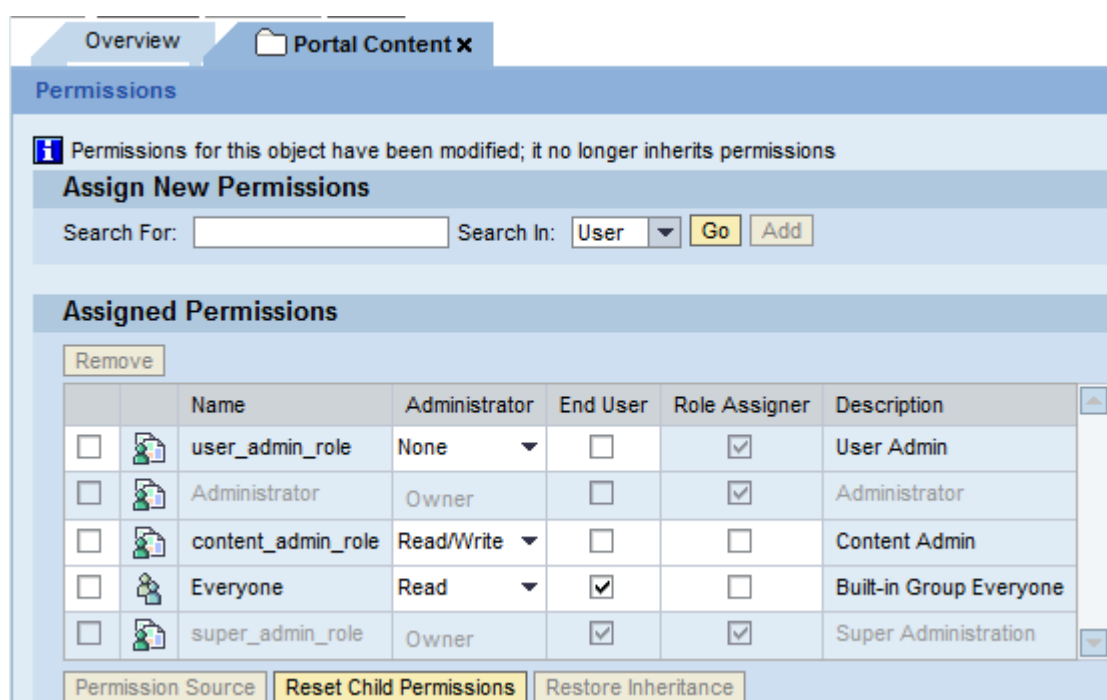 Overview Portal Content x
Permissions
Permissions for this object have been modified; it no longer inherits permissions
Assign New Permissions
Search For: Search In: User Go Add
Assigned Permissions
Remove
Name Administrator End User Role Assigner Description
user_admin_role None User Admin
Administrator Owner Administrator
content_admin_role Read/Write Content Admin
Everyone Read Built-in Group Everyone
super_admin_role Owner Super Administration
Permission Source Reset Child Permissions Restore Inheritance